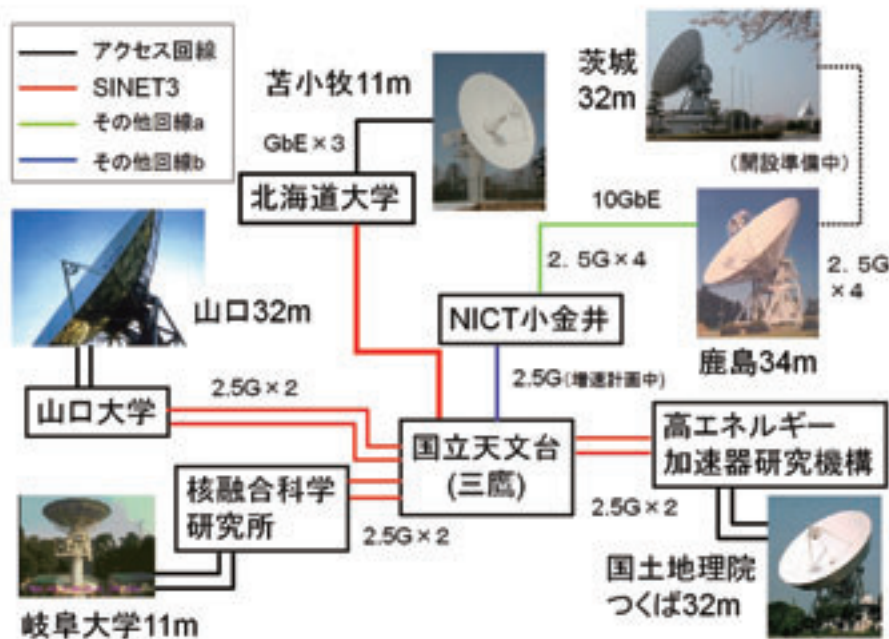 アクセス回線
SINET3
その他回線a
その他回線b
苫小牧11m
茨城
32m
GbE×3
(開設準備中)
北海道大学
10GbE
2.5G×4
2.5G
×4
山口32m
NICT小金井
鹿島34m
2.5G(増速計画中)
2.5G×2
山口大学
国立天文台
(三鷹)
高エネルギー
加速器研究機構
核融合科学
研究所
2.5G×2
2.5G×2
岐阜大学11m
国土地理院
つくば32m